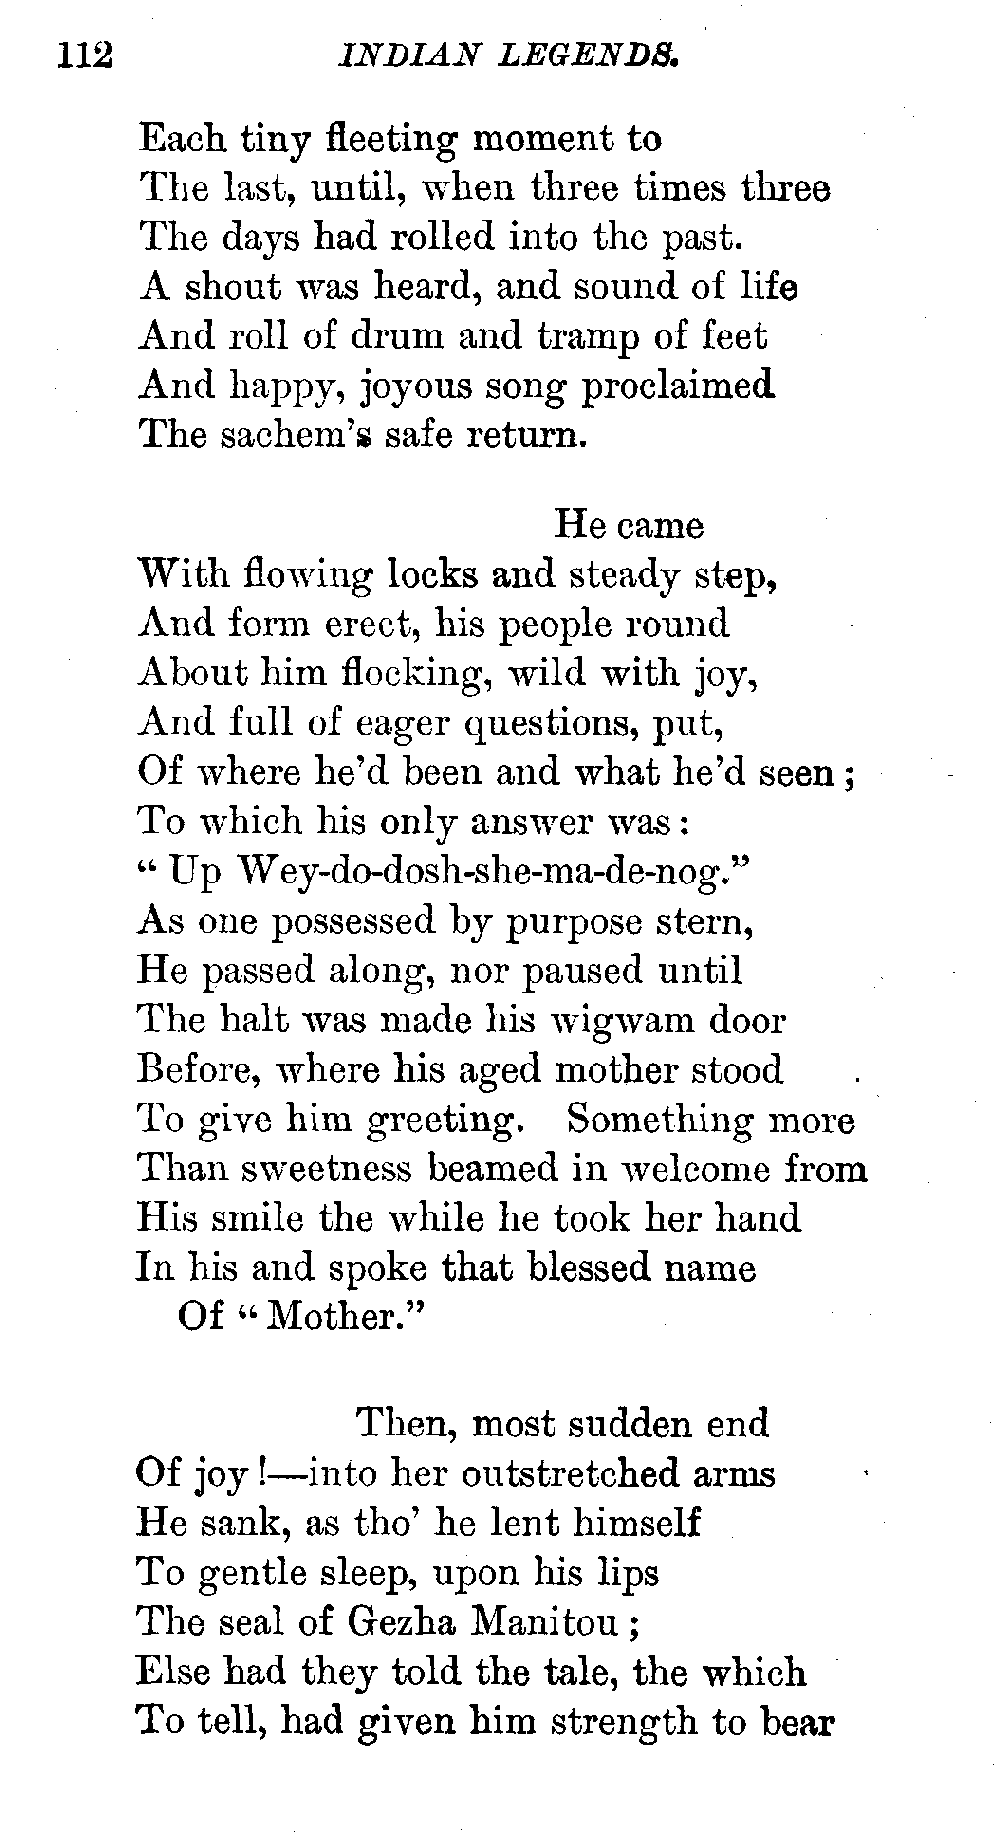 112 INDIAN LEGENDS.
Each tiny fleeting moment to
The last, until, when three times three
The days had rolled into the past.
A shout was heard, and sound of life
And roll of drum and tramp of feet
And happy, joyous song proclaimed
The sachem's safe return.
He came
With flowing locks and steady step,
And form erect, his people round
About him flocking, wild with joy,
And full of eager questions, put,
Of where he'd been and what he'd seen;
To which his only answer was:
"Up Wey-do-dosh-she-ma-de-nog."
As one possessed by purpose stern,
He passed along, nor paused until
The halt was made his wigwam door
Before, where his aged mother stood
To give him greeting. Something more
Than sweetness beamed in welcome from
His smile the while he took her hand
In his and spoke that blessed name
Of "Mother."
Then, most sudden end
Of joy!—into her outstretched arms
He sank, as tho' he lent himself
To gentle sleep, upon his lips
The seal of Gezha Manitou;
Else had they told the tale, the which
To tell, had given him strength to bear